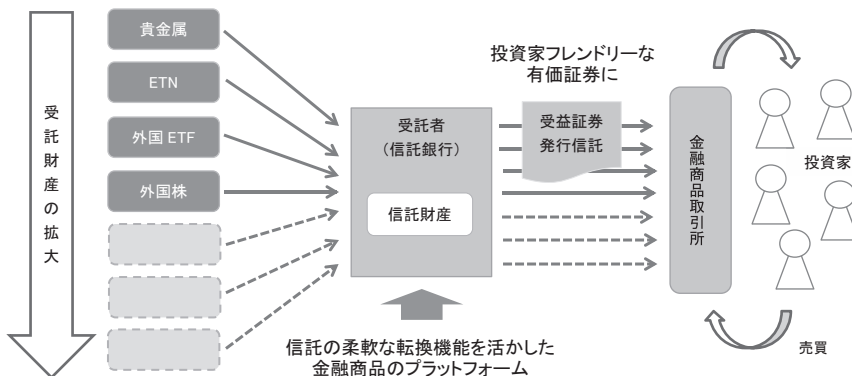 受託財産の拡大
貴金属
ETN
外国 ETF
外国株
受託者
（信託銀行）
信託財産
信託の柔軟な転換機能を活かした
金融商品のプラットフォーム
投資家フレンドリーな
有価証券に
受益証券
発行信託
金融商品取引所
投資家
売買